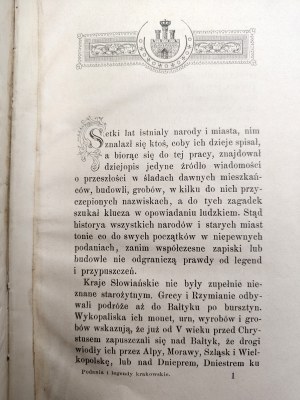 Setki lat istniały narody i miasta, nim
znalazł się ktoś, coby ich dzieje spisał,
a biorąc się do tej pracy, znajdował
dziejopis jedyne źródło wiadomości
o przeszłości w śladach dawnych mieszkań-
ców, budowli, grobów, w kilku do nich przy-
czepionych nazwiskach, a do tych zagadek
szukał klucza w opowiadaniu ludzkiem. Stąd
historya wszystkich narodów i starych miast
tonie co do swych początków w niepewnych
podaniach, zanim współczesne zapiski lub
budowle nie odgraniczą prawdy od legend
i przypuszczeń.
Kraje Słowiańskie nie były zupełnie nie-
znane starożytnym. Grecy i Rzymianie odby-
wali podróże aż do Bałtyku po bursztyn.
Wykopaliska ich monet, urn, wyrobów i gro-
bów wskazują, że już od V wieku przed Chry-
stusem zapuszczali się nad Bałtyk, że drogi
wiodły ich przez Alpy, Morawy, Szląsk i Wiel-
kopolskę, lub nad Dnieprem, Dniestrem ku
Podania i legendy krakowskie.
1